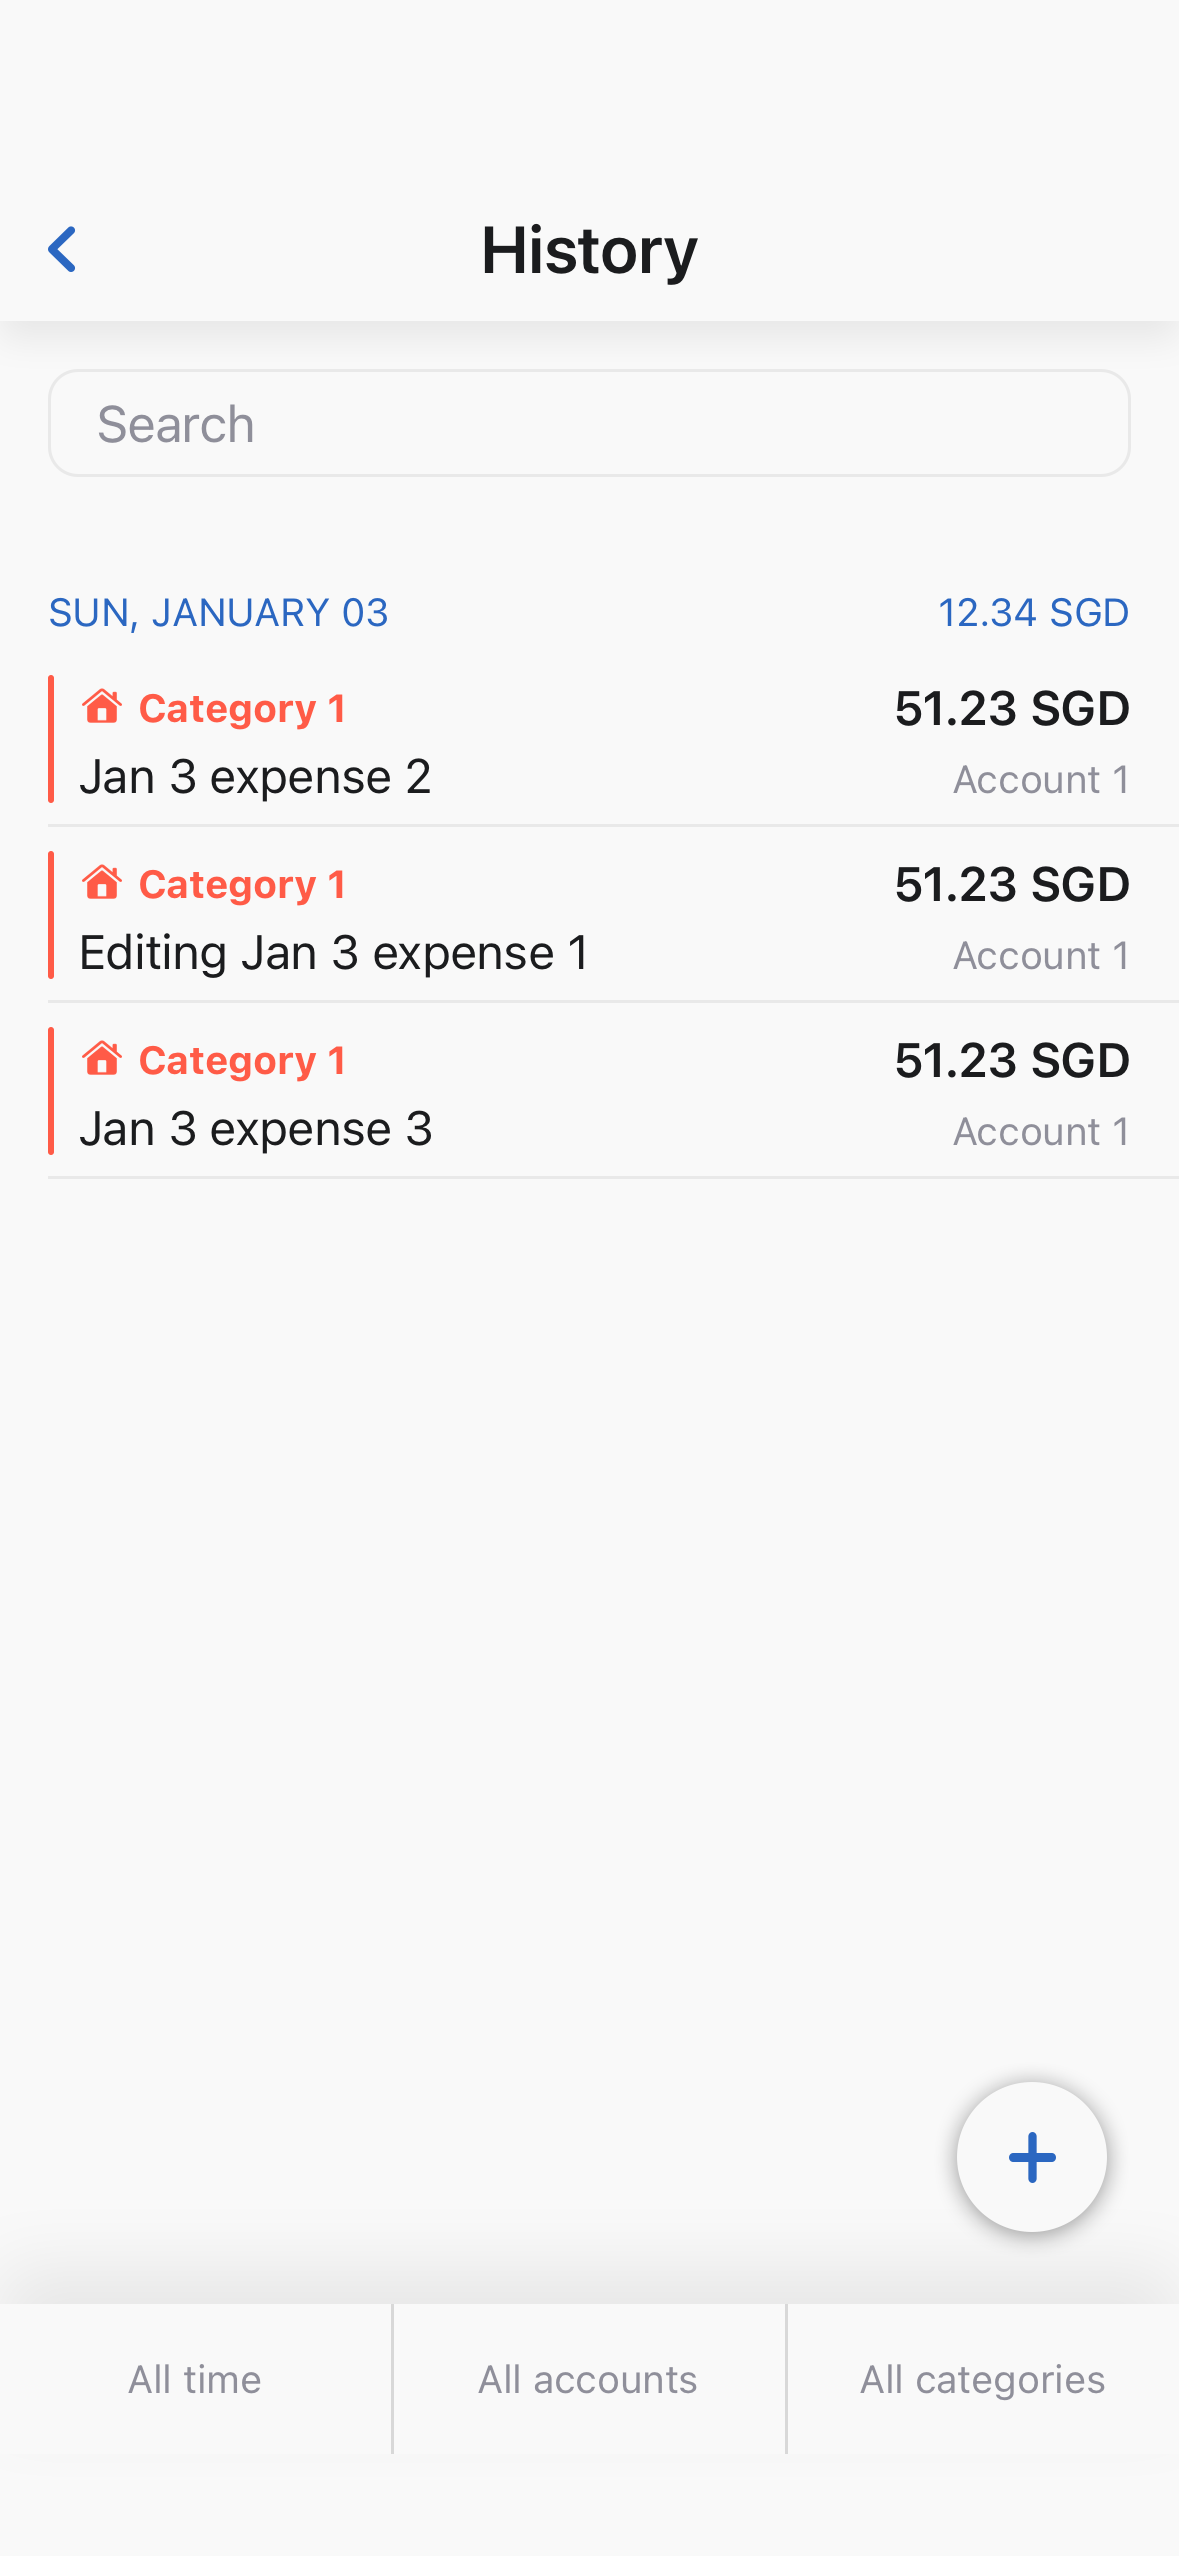 History
Search
SUN, JANUARY 03 12.34 SGD
Category 1 51.23 SGD
Jan 3 expense 2 Account 1
Category 1 51.23 SGD
Editing Jan 3 expense 1 Account 1
Category 1 51.23 SGD
Jan 3 expense 3 Account 1
All time All accounts All categories